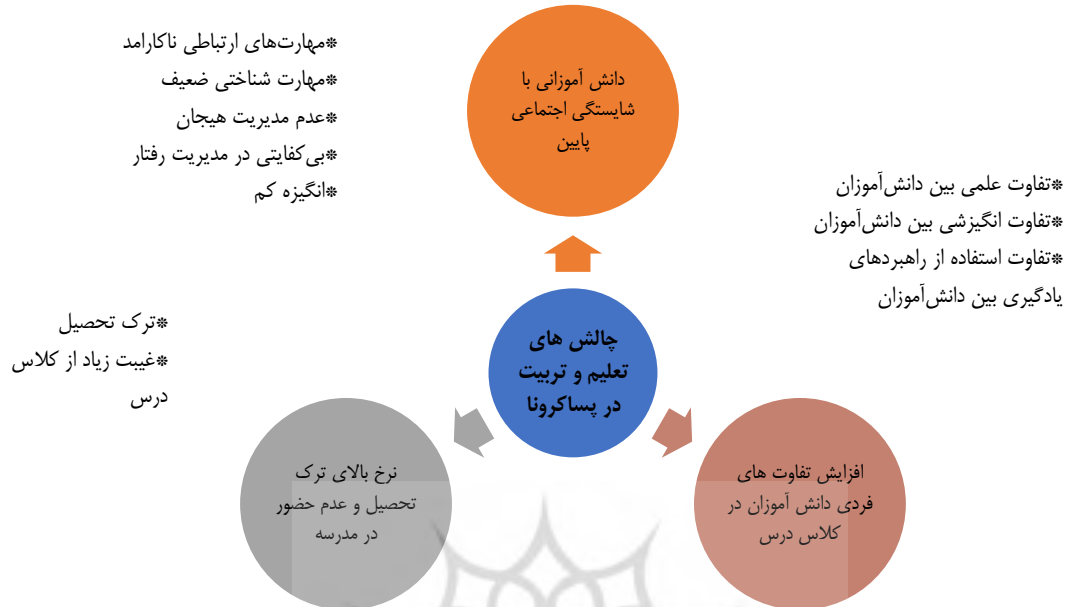 *مهارت‌های ارتباطی ناکارامد
*مهارت شناختی ضعیف
*عدم مدیریت هیجان
*بی‌کفایتی در مدیریت رفتار
*انگیزه کم
دانش آموزانی با
شایستگی اجتماعی
پایین
*تفاوت علمی بین دانش‌آموزان
*تفاوت انگیزشی بین دانش‌آموزان
*تفاوت استفاده از راهبردهای
یادگیری بین دانش‌آموزان
*ترک تحصیل
*غیبت زیاد از کلاس
درس
چالش های
تعلیم و تربیت
در پساکرونا
افزایش تفاوت های
فردی دانش آموزان در
کلاس درس
نرخ بالای ترک
تحصیل و عدم حضور
در مدرسه